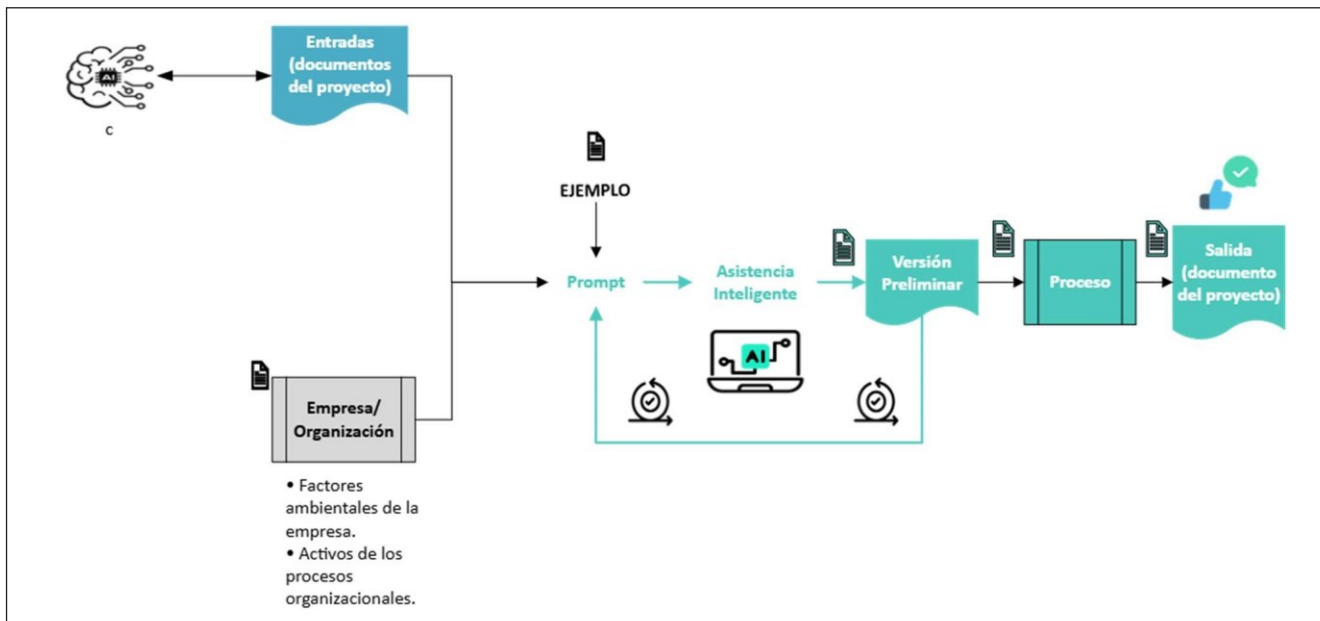 AI
c
Entradas
(documentos
del proyecto)
EJEMPLO
Prompt
Asistencia
Inteligente
AI
Versión
Preliminar
Proceso
Salida
(documento
del proyecto)
Empresa/
Organización
• Factores
ambientales de la
empresa.
• Activos de los
procesos
organizacionales.